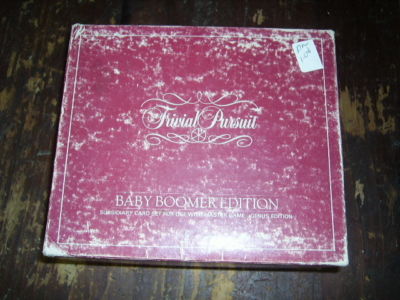 Trivial Pursuit
BABY BOOMER EDITION
SUBSIDIARY CARD SET FOR USE WITH MASTER GAME - GENUS EDITION